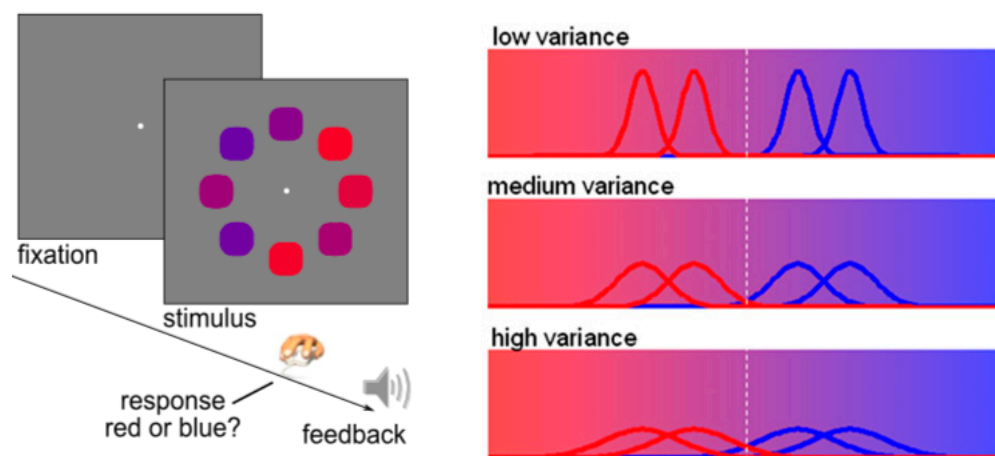 fixation
stimulus
response
red or blue?
feedback
low variance
medium variance
high variance